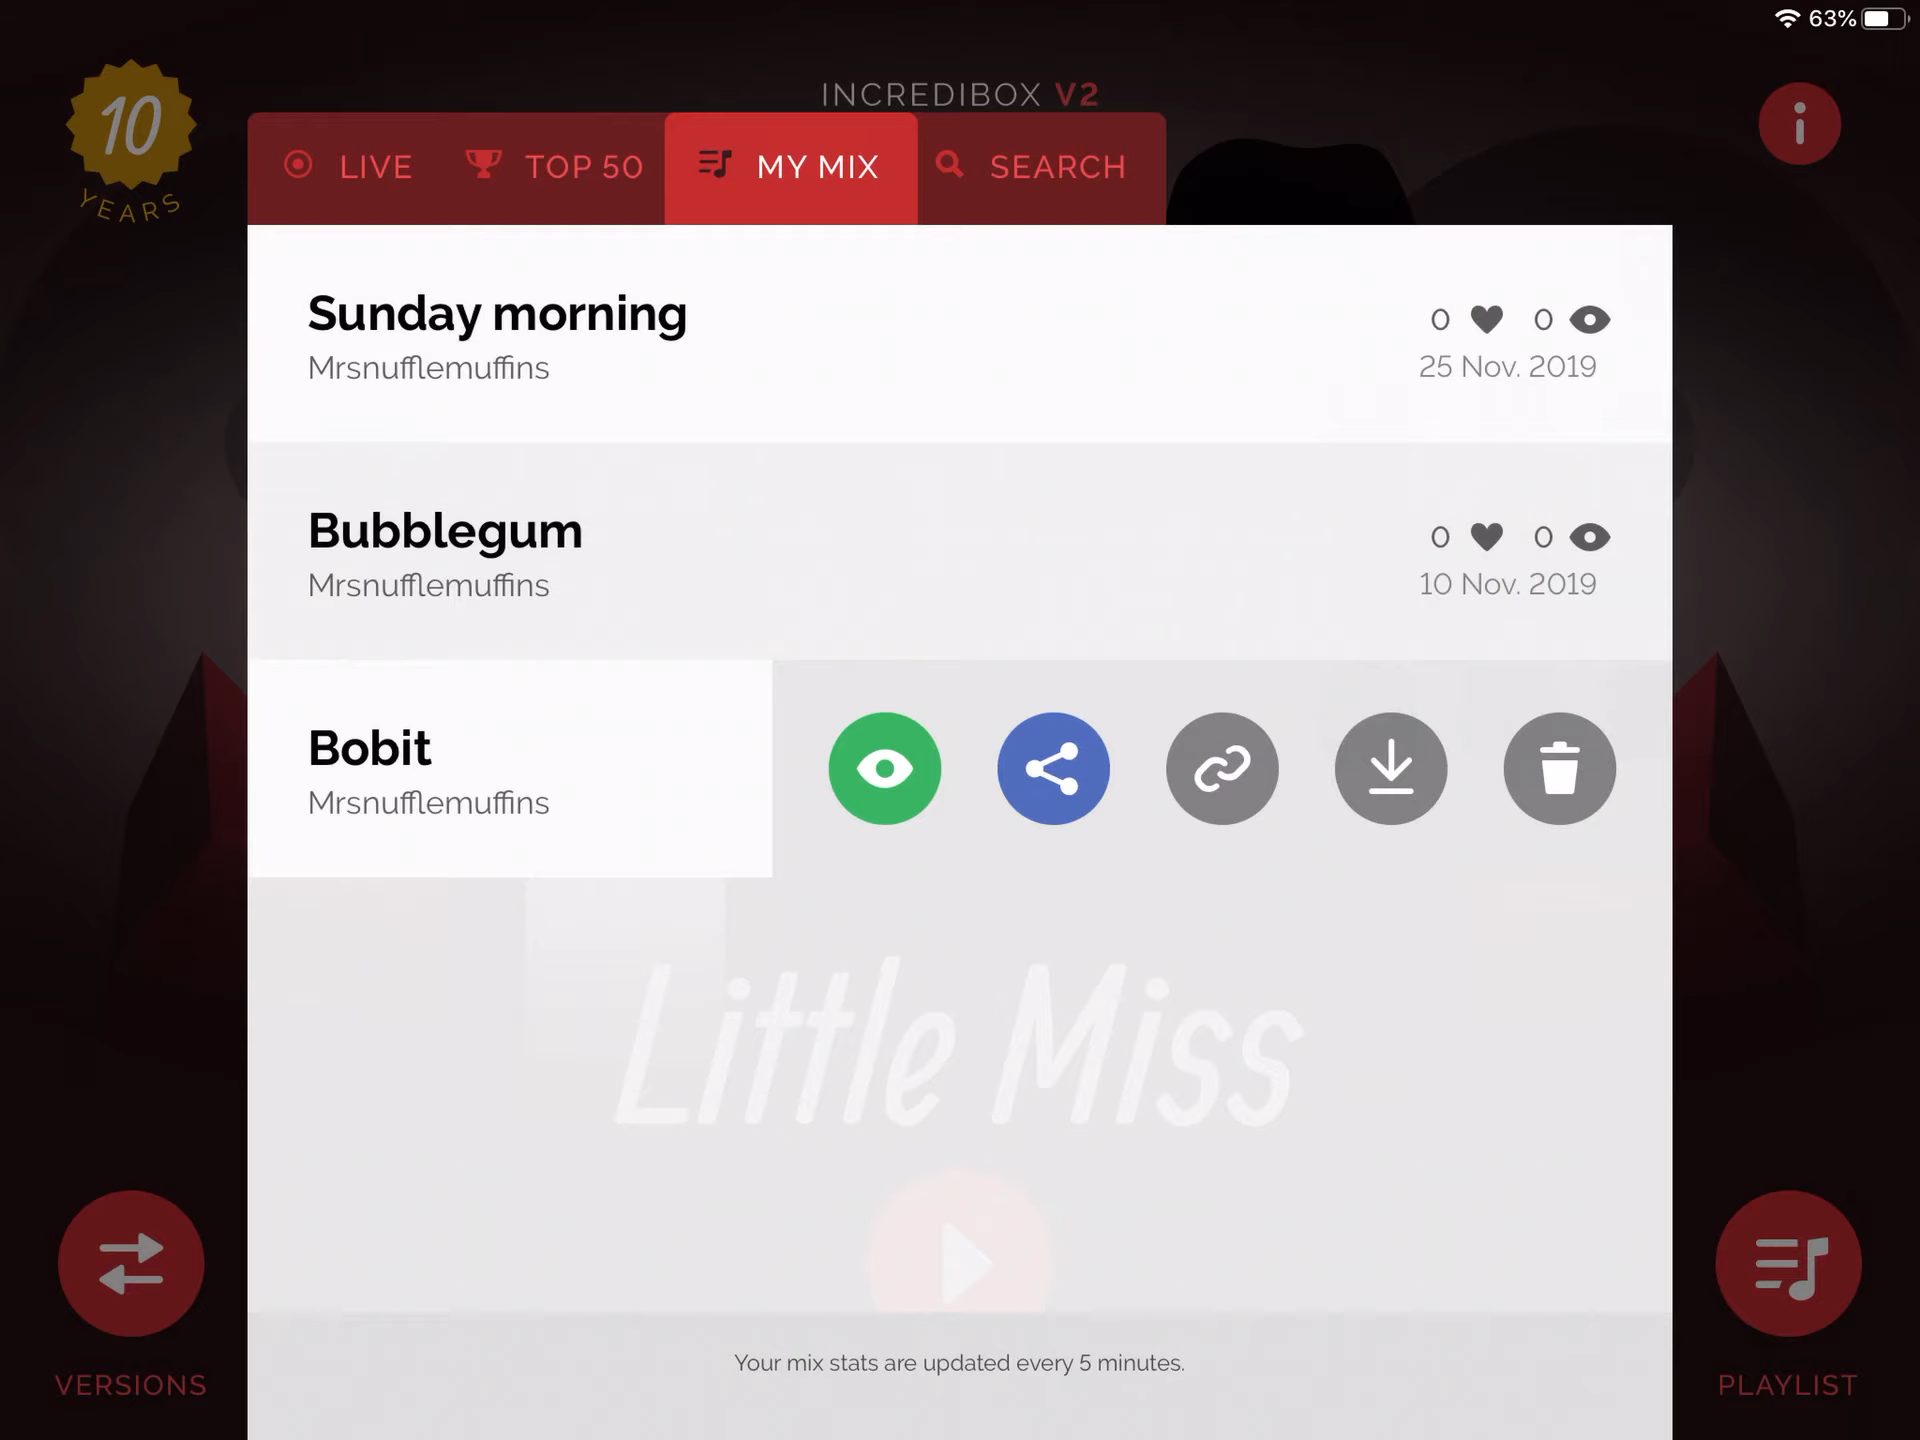 63%
10
YEARS
INCREDIBOX V2
LIVE
TOP 50
MY MIX
SEARCH
Sunday morning
0 0
Mrsnufflemuffins
25 Nov. 2019
Bubblegum
0 0
Mrsnufflemuffins
10 Nov. 2019
Bobit
Mrsnufflemuffins
Little Miss
Your mix stats are updated every 5 minutes.
VERSIONS
PLAYLIST